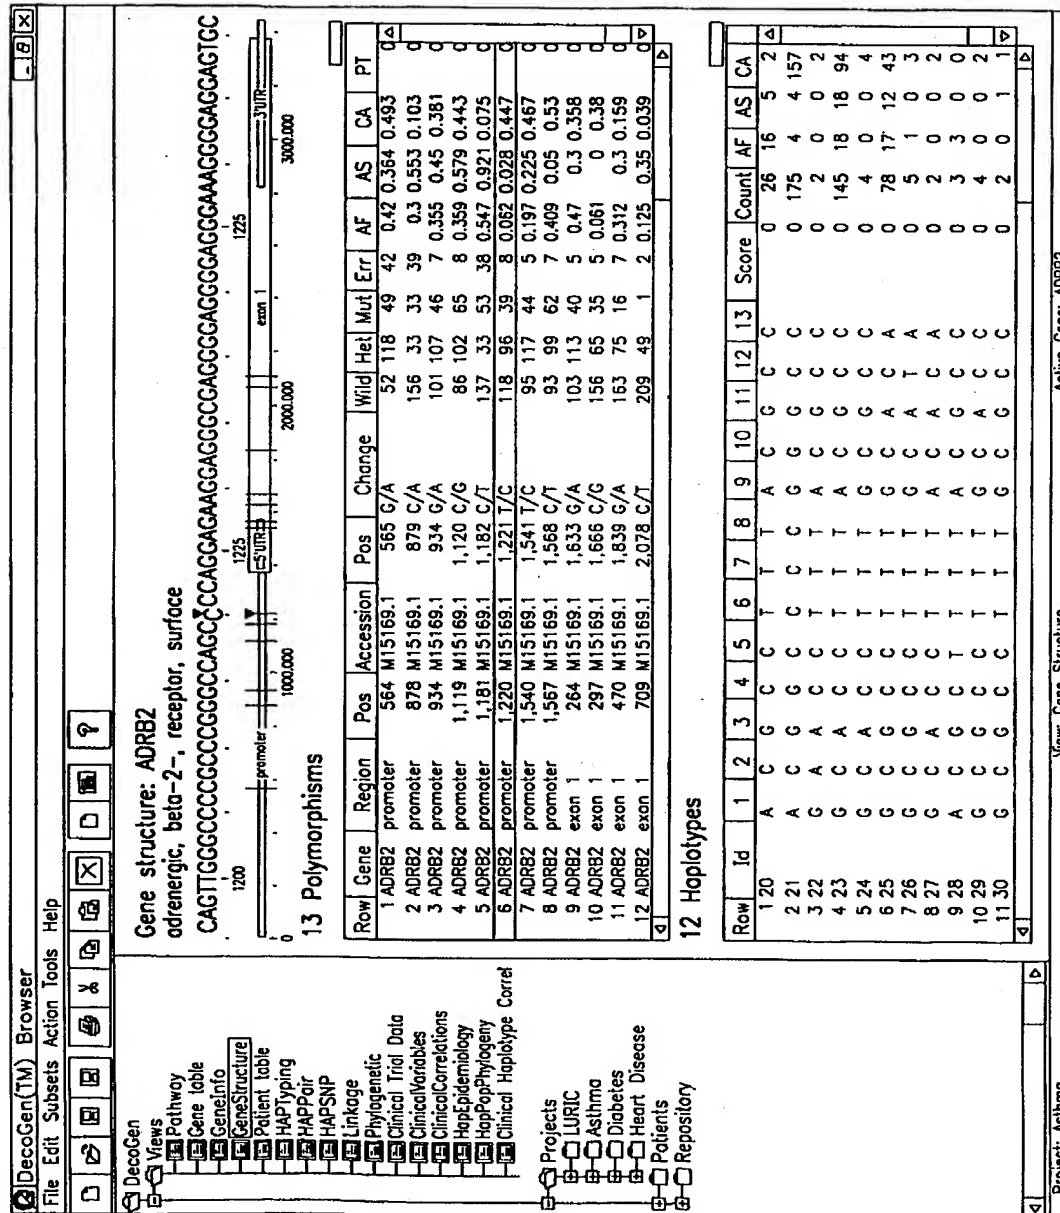 DecoGen(TM) Browser
File Edit Subsets Action Tools Help
?
DecoGen
Views
Pathway
Gene table
GeneInfo
GeneStructure
Patient table
HAPTyping
HAPPair
HAPSNP
Linkage
Phylogenetic
Clinical Trial Data
ClinicalVariables
ClinicalCorrelations
HapEpidemiology
HapPopPhylogeny
Clinical Haplotype Correl
Projects
LURIC
Asthma
Diabetes
Heart Disease
Patients
Repository
Gene structure: ADRB2
adrenergic, beta-2-, receptor, surface
1200 1225 1225
promoter 5'UTR exon 1 3'UTR
0 1000.000 2000.000 3000.000
13 Polymorphisms
Row Gene Region Pos Accession Pos Change Wild Het Mut Err AF AS CA PT
1 ADRB2 promoter 564 M15169.1 565 G/A 52 118 49 42 0.42 0.364 0.493
2 ADRB2 promoter 878 M15169.1 879 C/A 156 33 33 39 0.3 0.553 0.103
3 ADRB2 promoter 934 M15169.1 934 G/A 101 107 46 7 0.355 0.45 0.381
4 ADRB2 promoter 1,119 M15169.1 1,120 C/G 86 102 65 8 0.359 0.579 0.443
5 ADRB2 promoter 1,181 M15169.1 1,182 C/T 137 33 53 38 0.547 0.921 0.075
6 ADRB2 promoter 1,220 M15169.1 1,221 T/C 118 96 39 8 0.062 0.028 0.447
7 ADRB2 promoter 1,540 M15169.1 1,541 T/C 95 117 44 5 0.197 0.225 0.467
8 ADRB2 promoter 1,567 M15169.1 1,568 C/T 93 99 62 7 0.409 0.05 0.53
9 ADRB2 exon 1 264 M15169.1 1,633 G/A 103 113 40 5 0.47 0.3 0.358
10 ADRB2 exon 1 297 M15169.1 1,666 C/G 156 65 35 5 0.061 0 0.38
11 ADRB2 exon 1 470 M15169.1 1,839 G/A 163 75 16 7 0.312 0.3 0.159
12 ADRB2 exon 1 709 M15169.1 2,078 C/T 209 49 1 2 0.125 0.35 0.039
12 Haplotypes
Row Id 1 2 3 4 5 6 7 8 9 10 11 12 13 Score Count AF AS CA
1 20 A C G C C T T T A C G C C 0 26 16 5 2
2 21 A C G G C C C C G G G C C 0 175 4 4 157
3 22 G A A C C T T T A C G C C 0 2 0 0 2
4 23 G C A C C T T T A C G C C 0 145 18 18 94
5 24 G C A C C T T T G C G C C 0 4 0 0 4
6 25 G C G C C T T T G C A C A 0 78 17 12 43
7 26 G C G C C T T T G C A T A 0 5 1 0 3
8 27 G C A C C T T T A C A C A 0 2 0 0 2
9 28 A C G C T T T T A C G C C 0 3 3 0 0
10 29 G C G C C T T T G C A C C 0 4 0 0 2
11 30 G C G C C T T T G C G C C 0 2 0 1 1
Project: Asthma View: Gene Structure Active Gene: ADRB2